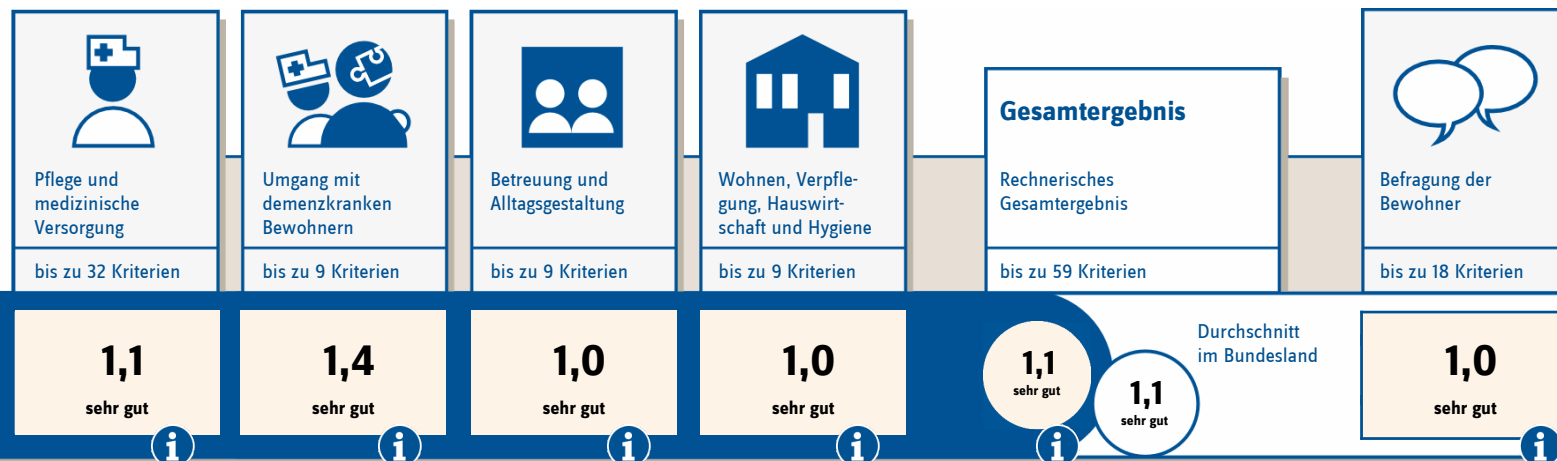 Pflege und
medizinische
Versorgung
bis zu 32 Kriterien
1,1
sehr gut
i
Umgang mit
demenzkranken
Bewohnern
bis zu 9 Kriterien
1,4
sehr gut
i
Betreuung und
Alltagsgestaltung
bis zu 9 Kriterien
1,0
sehr gut
i
Wohnen, Verpfle-
gung, Hauswirt-
schaft und Hygiene
bis zu 9 Kriterien
1,0
sehr gut
i
Gesamtergebnis
Rechnerisches
Gesamtergebnis
bis zu 59 Kriterien
1,1
sehr gut
i
Durchschnitt
im Bundesland
1,1
sehr gut
Befragung der
Bewohner
bis zu 18 Kriterien
1,0
sehr gut
i